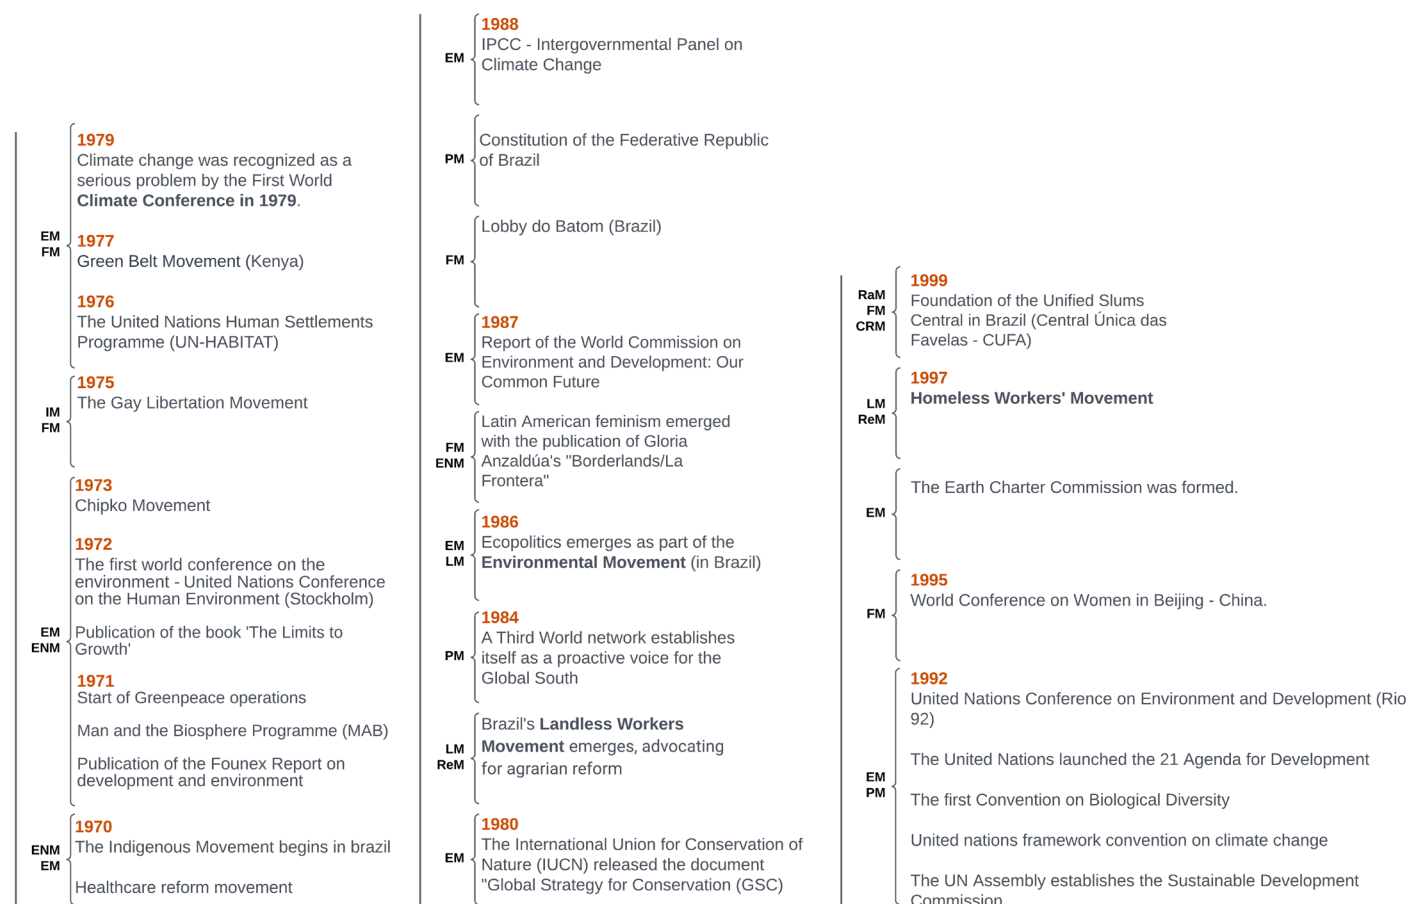 1979
Climate change was recognized as a
serious problem by the First World
Climate Conference in 1979.
EM
FM
1977
Green Belt Movement (Kenya)
1976
The United Nations Human Settlements
Programme (UN-HABITAT)
1975
The Gay Liberation Movement
IM
FM
1973
Chipko Movement
1972
The first world conference on the
environment - United Nations Conference
on the Human Environment (Stockholm)
EM
ENM
Publication of the book 'The Limits to
Growth'
1971
Start of Greenpeace operations
Man and the Biosphere Programme (MAB)
Publication of the Founex Report on
development and environment
1970
The Indigenous Movement begins in brazil
ENM
EM
Healthcare reform movement
1988
IPCC - Intergovernmental Panel on
Climate Change
EM
Constitution of the Federative Republic
of Brazil
PM
Lobby do Batom (Brazil)
FM
1987
Report of the World Commission on
Environment and Development: Our
Common Future
EM
Latin American feminism emerged
with the publication of Gloria
Anzaldúa's "Borderlands/La
Frontera"
FM
ENM
1986
Ecopolitics emerges as part of the
Environmental Movement (in Brazil)
EM
LM
1984
A Third World network establishes
itself as a proactive voice for the
Global South
PM
Brazil's Landless Workers
Movement emerges, advocating
for agrarian reform
LM
ReM
1980
The International Union for Conservation of
Nature (IUCN) released the document
"Global Strategy for Conservation (GSC)
EM
1999
Foundation of the Unified Slums
Central in Brazil (Central Única das
Favelas - CUFA)
RaM
FM
CRM
1997
Homeless Workers' Movement
LM
ReM
The Earth Charter Commission was formed.
EM
1995
World Conference on Women in Beijing - China.
FM
1992
United Nations Conference on Environment and Development (Rio
92)
The United Nations launched the 21 Agenda for Development
EM
PM
The first Convention on Biological Diversity
United nations framework convention on climate change
The UN Assembly establishes the Sustainable Development
Commission